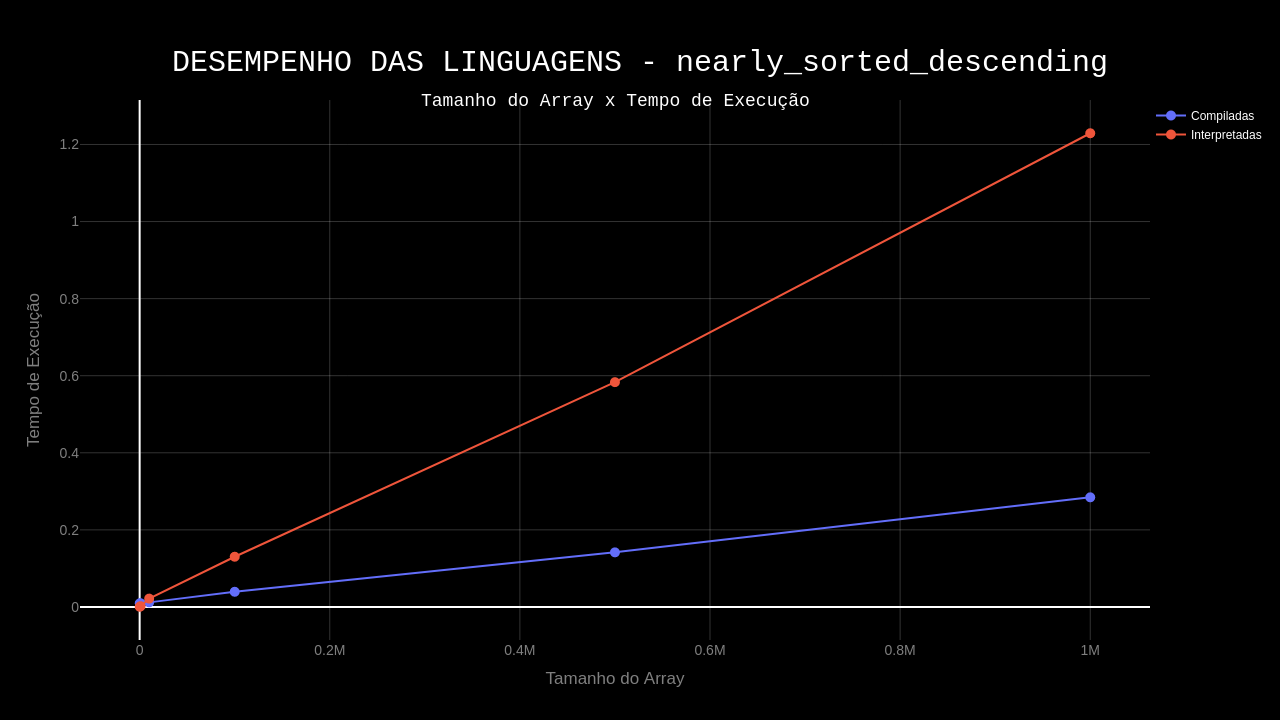 DESEMPENHO DAS LINGUAGENS - nearly_sorted_descending
Tamanho do Array x Tempo de Execução
Compiladas
Interpretadas
1.2
1
0.8
0.6
0.4
0.2
0
Tempo de Execução
0
0.2M
0.4M
0.6M
0.8M
1M
Tamanho do Array